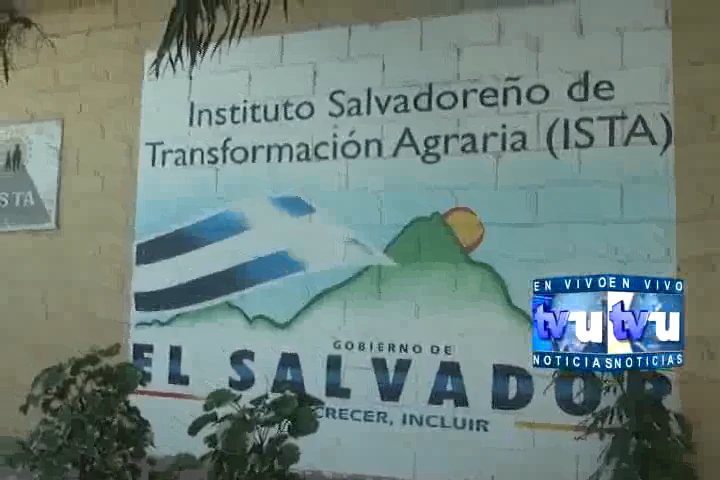 Instituto Salvadoreño de
Transformación Agraria (ISTA)
STA
GOBIERNO DE
EL SALVADOR
CRECER, INCLUIR
EN VIVO EN VIVO
tvu tvu
NOTICIAS NOTICIAS